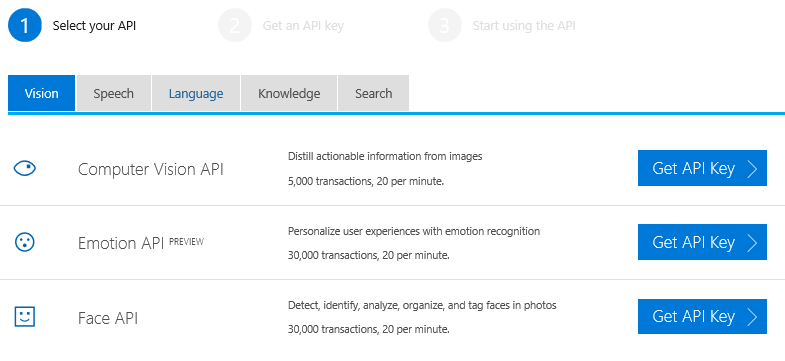 1 Select your API 2 Get an API key 3 Start using the API
Vision Speech Language Knowledge Search
Computer Vision API
Distill actionable information from images
5,000 transactions, 20 per minute.
Get API Key
Emotion API PREVIEW
Personalize user experiences with emotion recognition
30,000 transactions, 20 per minute.
Get API Key
Face API
Detect, identify, analyze, organize, and tag faces in photos
30,000 transactions, 20 per minute.
Get API Key